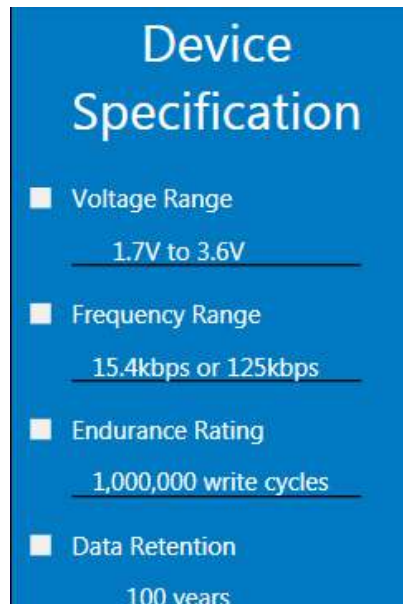 Device
Specification
Voltage Range
1.7V to 3.6V
Frequency Range
15.4kbps or 125kbps
Endurance Rating
1,000,000 write cycles
Data Retention
100 years